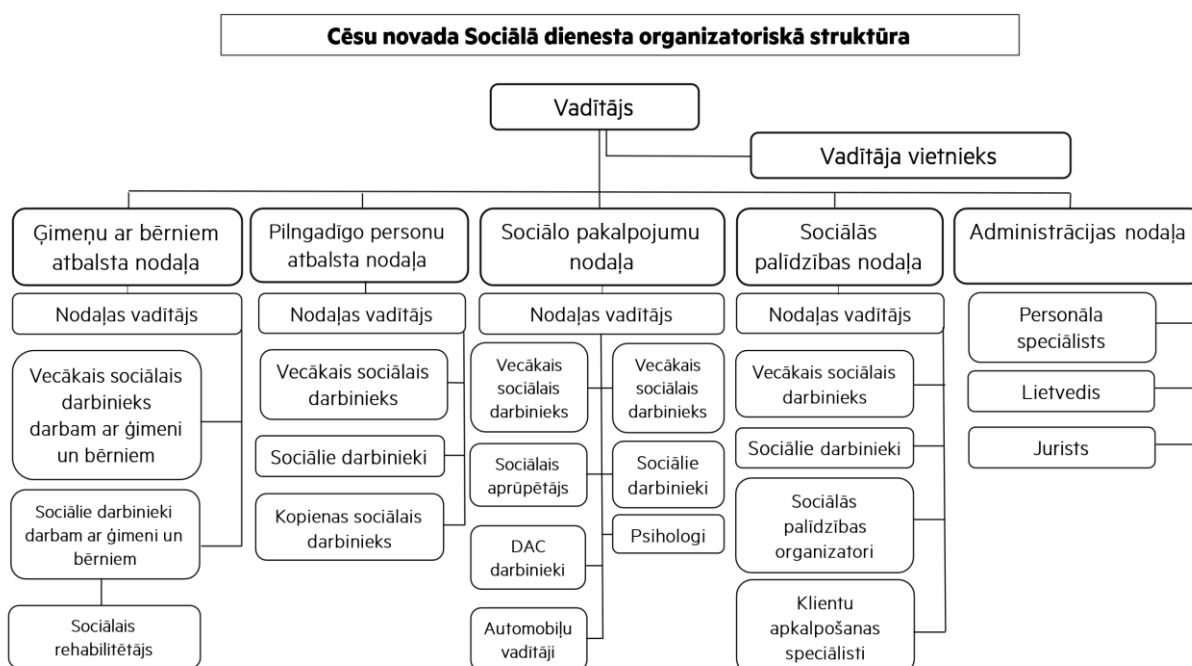 Cēsu novada Sociālā dienesta organizatoriskā struktūra
Vadītājs
Vadītāja vietnieks
Ģimeņu ar bērniem
atbalsta nodaļa
Nodaļas vadītājs
Vecākais sociālais
darbinieks
darbam ar ģimeni
un bērniem
Sociālie darbinieki
darbam ar ģimeni un
bērniem
Sociālais
rehabilitētājs
Pilngadīgo personu
atbalsta nodaļa
Nodaļas vadītājs
Vecākais sociālais
darbinieks
Sociālie darbinieki
Kopienas sociālais
darbinieks
Sociālo pakalpojumu
nodaļa
Nodaļas vadītājs
Vecākais
sociālais
darbinieks
Vecākais
sociālais
darbinieks
Sociālais
aprūpētājs
Sociālie
darbinieki
Psihologi
DAC
darbinieki
Automobiļu
vadītāji
Sociālās
palīdzības nodaļa
Nodaļas vadītājs
Vecākais sociālais
darbinieks
Sociālie darbinieki
Sociālās
palīdzības
organizatori
Klientu
apkalpošanas
speciālisti
Administrācijas nodaļa
Personāla
speciālists
Lietvedis
Jurists